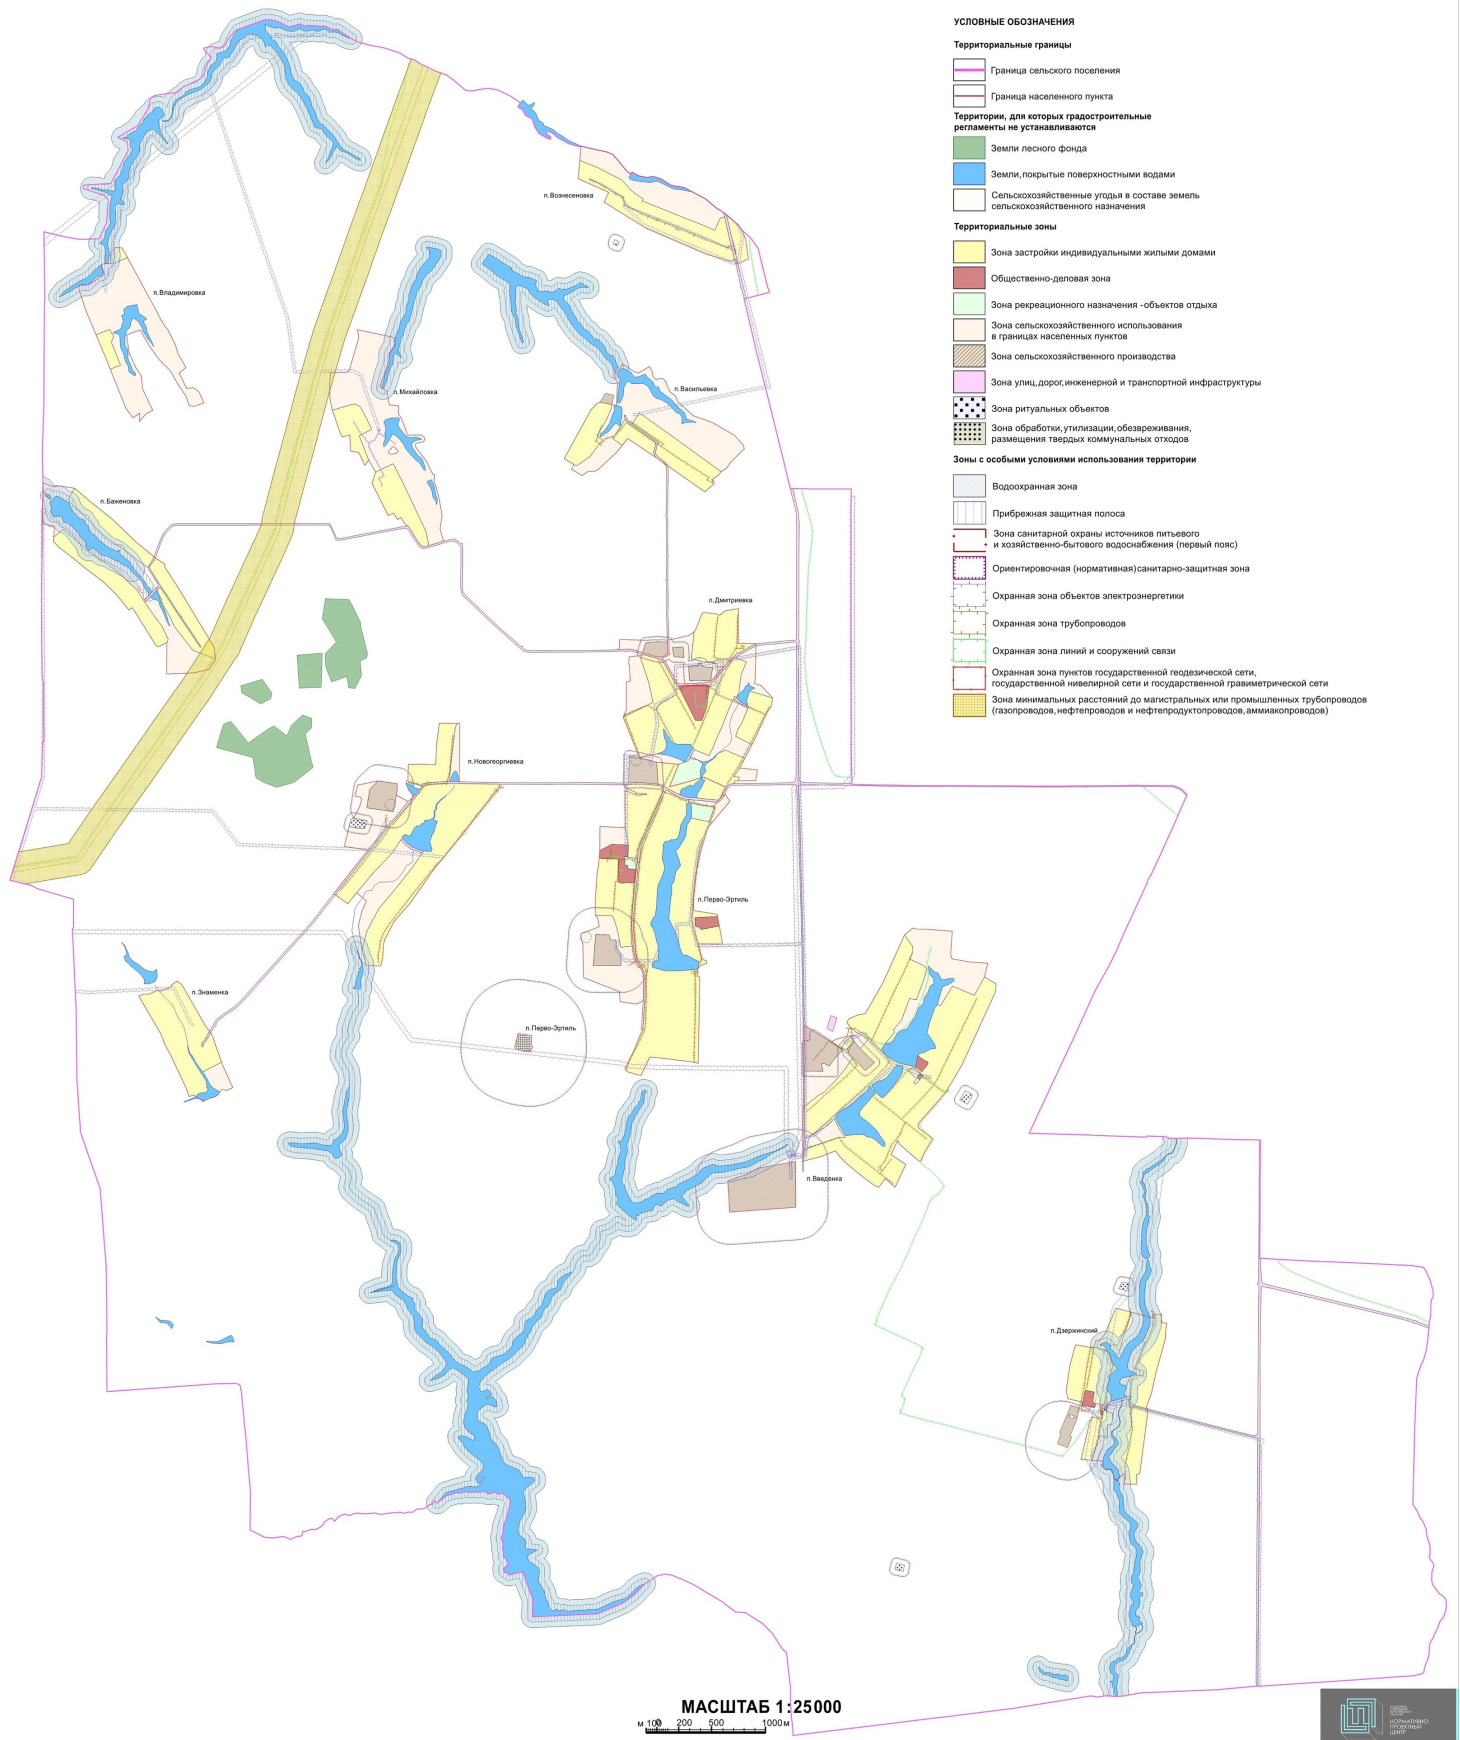 УСЛОВНЫЕ ОБОЗНАЧЕНИЯ
Территориальные границы
Граница сельского поселения
Граница населенного пункта
Территории, для которых градостроительные
регламенты не устанавливаются
Земли лесного фонда
Земли, покрытые поверхностными водами
Сельскохозяйственные угодья в составе земель
сельскохозяйственного назначения
Территориальные зоны
Зона застройки индивидуальными жилыми домами
Общественно-деловая зона
Зона рекреационного назначения -объектов отдыха
Зона сельскохозяйственного использования
в границах населенных пунктов
Зона сельскохозяйственного производства
Зона улиц, дорог, инженерной и транспортной инфраструктуры
Зона ритуальных объектов
Зона обработки, утилизации, обезвреживания,
размещения твердых коммунальных отходов
Зоны с особыми условиями использования территории
Водоохранная зона
Прибрежная защитная полоса
Зона санитарной охраны источников питьевого
и хозяйственно-бытового водоснабжения (первый пояс)
Ориентировочная (нормативная) санитарно-защитная зона
Охранная зона объектов электроэнергетики
Охранная зона трубопроводов
Охранная зона линий и сооружений связи
Охранная зона пунктов государственной геодезической сети,
государственной нивелирной сети и государственной гравиметрической сети
Зона минимальных расстояний до магистральных или промышленных трубопроводов
(газопроводов, нефтепроводов и нефтепродуктопроводов, аммиакопроводов)
п.Вознесеновка
п.Владимировка
п.Михайловка
п.Васильевка
п.Баженовка
п.Дмитриевка
п.Новогеоргиевка
п.Перво-Эртиль
п.Знаменка
п.Перво-Эртиль
п.Введенка
п.Дзержинский
МАСШТАБ 1:25000
м 100 200 500 1000м
НОРМАТИВНО-
ПРОЕКТНЫЙ
ЦЕНТР